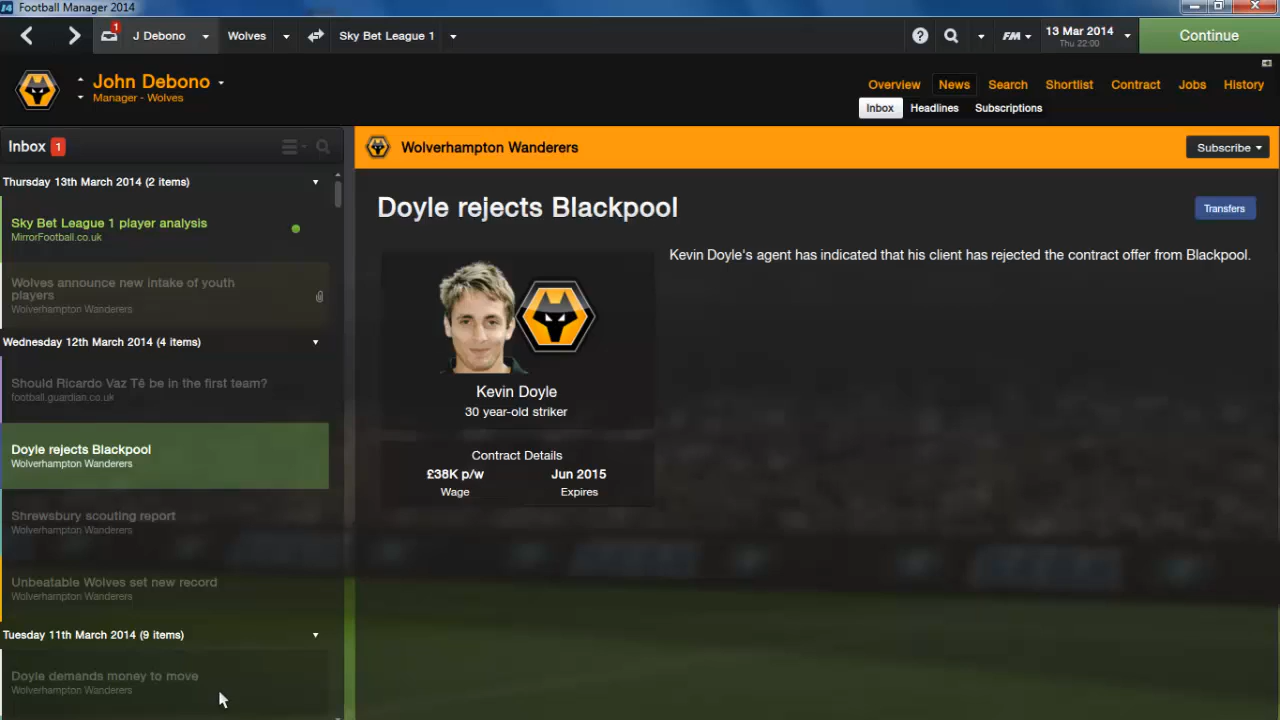 Football Manager 2014
1
J Debono
Wolves
Sky Bet League 1
FM
13 Mar 2014
Thu 22:00
Continue
John Debono
Manager - Wolves
Overview
News
Search
Shortlist
Contract
Jobs
History
Inbox
Headlines
Subscriptions
Inbox 1
Thursday 13th March 2014 (2 items)
Sky Bet League 1 player analysis
MirrorFootball.co.uk
Wolves announce new intake of youth
players
Wolverhampton Wanderers
Wednesday 12th March 2014 (4 items)
Should Ricardo Vaz Tê be in the first team?
football.guardian.co.uk
Doyle rejects Blackpool
Wolverhampton Wanderers
Shrewsbury scouting report
Wolverhampton Wanderers
Unbeatable Wolves set new record
Wolverhampton Wanderers
Tuesday 11th March 2014 (9 items)
Doyle demands money to move
Wolverhampton Wanderers
Wolverhampton Wanderers
Subscribe
Doyle rejects Blackpool
Transfers
Kevin Doyle's agent has indicated that his client has rejected the contract offer from Blackpool.
Kevin Doyle
30 year-old striker
Contract Details
£38K p/w
Jun 2015
Wage
Expires